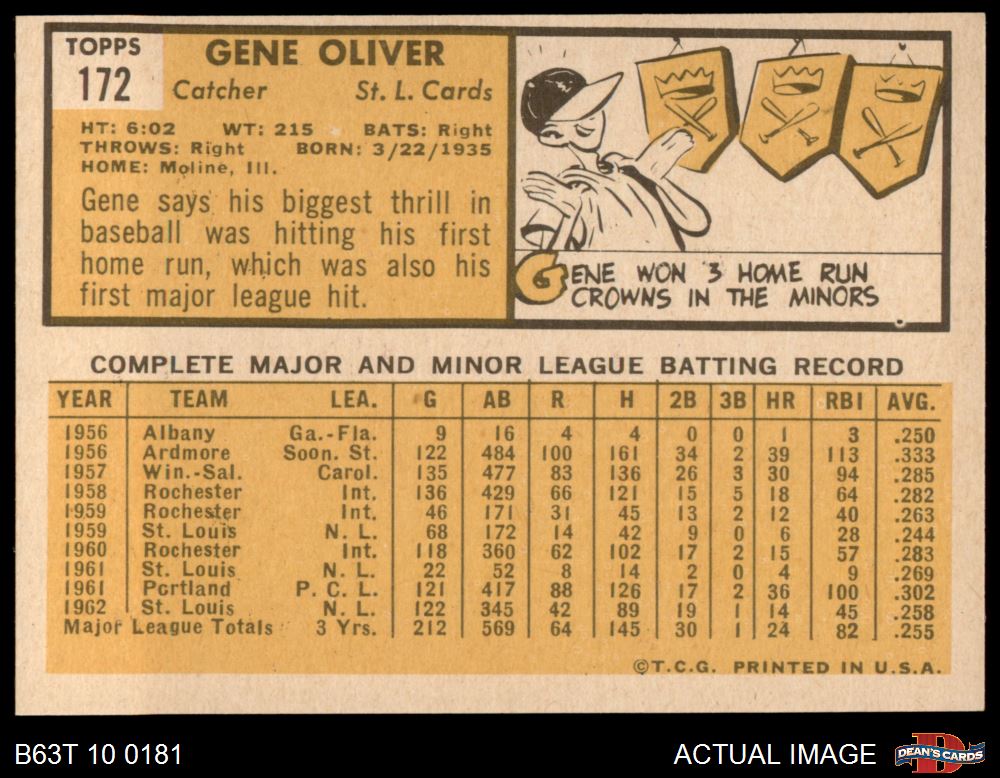 TOPPS
172
GENE OLIVER
Catcher St. L. Cards
HT: 6:02 WT: 215 BATS: Right
THROWS: Right BORN: 3/22/1935
HOME: Moline, Ill.
Gene says his biggest thrill in
baseball was hitting his first
home run, which was also his
first major league hit.
GENE WON 3 HOME RUN
CROWNS IN THE MINORS
COMPLETE MAJOR AND MINOR LEAGUE BATTING RECORD
YEAR TEAM LEA. G AB R H 2B 3B HR RBI AVG.
1956 Albany Ga.-Fla. 9 16 4 4 0 0 1 3 .250
1956 Ardmore Soon. St. 122 484 100 161 34 2 39 113 .333
1957 Win.-Sal. Carol. 135 477 83 136 26 3 30 94 .285
1958 Rochester Int. 136 429 66 121 15 5 18 64 .282
1959 Rochester Int. 46 171 31 45 13 2 12 40 .263
1959 St. Louis N. L. 68 172 14 42 9 0 6 28 .244
1960 Rochester Int. 118 360 62 102 17 2 15 57 .283
1961 St. Louis N. L. 22 52 8 14 2 0 4 9 .269
1961 Portland P. C. L. 121 417 88 126 17 2 36 100 .302
1962 St. Louis N. L. 122 345 42 89 19 1 14 45 .258
Major League Totals 3 Yrs. 212 569 64 145 30 1 24 82 .255
©T.C.G. PRINTED IN U.S.A.
B63T 10 0181 ACTUAL IMAGE DEAN'S CARDS